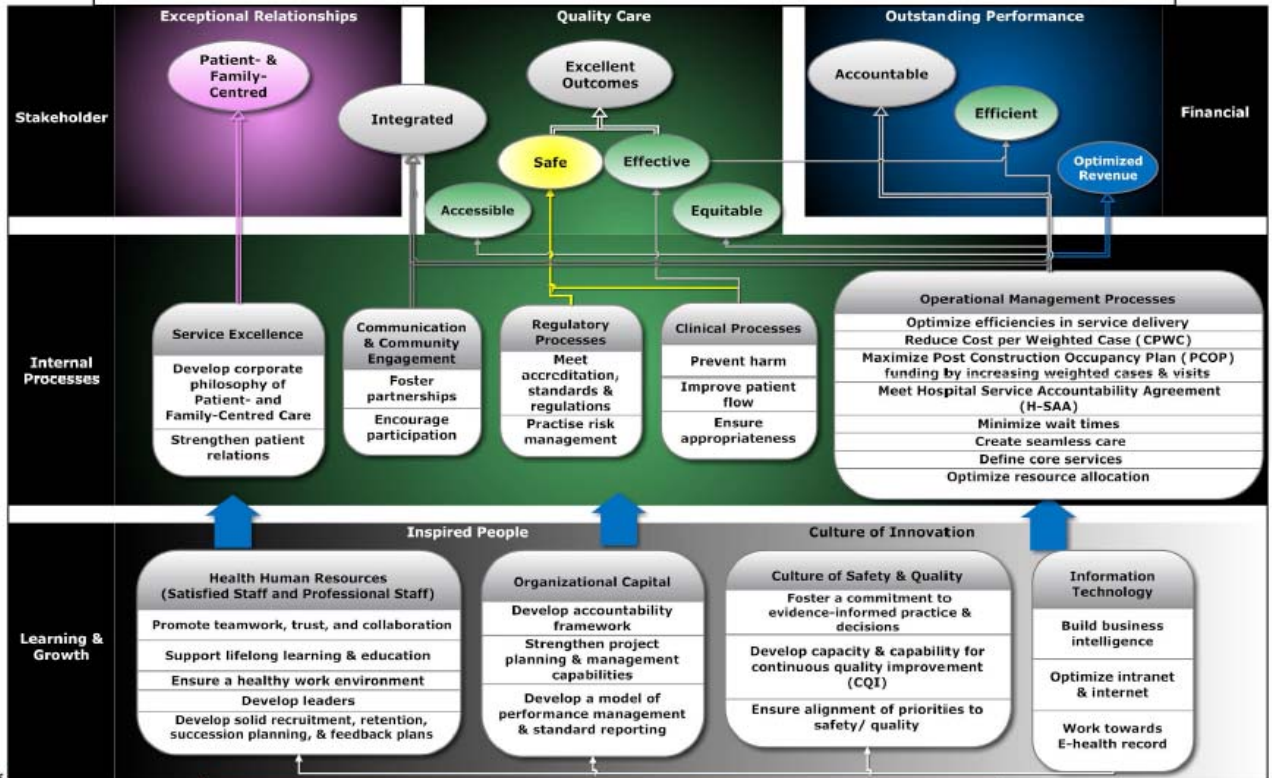 Exceptional Relationships
Quality Care
Outstanding Performance
Stakeholder
Patient- &
Family-
Centred
Integrated
Excellent
Outcomes
Safe
Effective
Accessible
Equitable
Accountable
Efficient
Optimized
Revenue
Financial
Internal
Processes
Service Excellence
Develop corporate
philosophy of
Patient- and
Family-Centred Care
Strengthen patient
relations
Communication
& Community
Engagement
Foster
partnerships
Encourage
participation
Regulatory
Processes
Meet
accreditation,
standards &
regulations
Practise risk
management
Clinical Processes
Prevent harm
Improve patient
flow
Ensure
appropriateness
Operational Management Processes
Optimize efficiencies in service delivery
Reduce Cost per Weighted Case (CPWC)
Maximize Post Construction Occupancy Plan (PCOP)
funding by increasing weighted cases & visits
Meet Hospital Service Accountability Agreement
(H-SAA)
Minimize wait times
Create seamless care
Define core services
Optimize resource allocation
Learning &
Growth
Inspired People
Culture of Innovation
Health Human Resources
(Satisfied Staff and Professional Staff)
Promote teamwork, trust, and collaboration
Support lifelong learning & education
Ensure a healthy work environment
Develop leaders
Develop solid recruitment, retention,
succession planning, & feedback plans
Organizational Capital
Develop accountability
framework
Strengthen project
planning & management
capabilities
Develop a model of
performance management
& standard reporting
Culture of Safety & Quality
Foster a commitment to
evidence-informed practice &
decisions
Develop capacity & capability for
continuous quality improvement
(CQI)
Ensure alignment of priorities to
safety/ quality
Information
Technology
Build business
intelligence
Optimize intranet
& internet
Work towards
E-health record